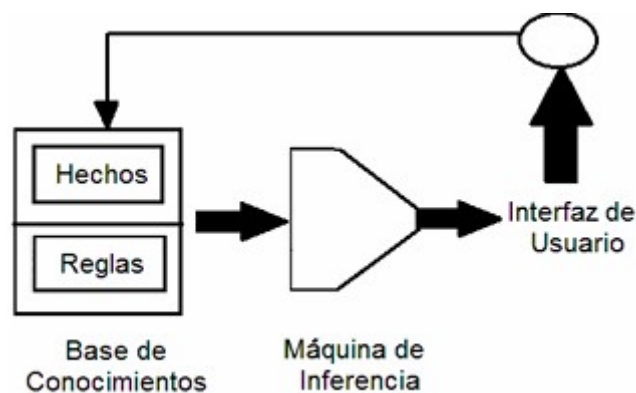 Hechos
Reglas
Interfaz de
Usuario
Base de
Conocimientos
Máquina de
Inferencia